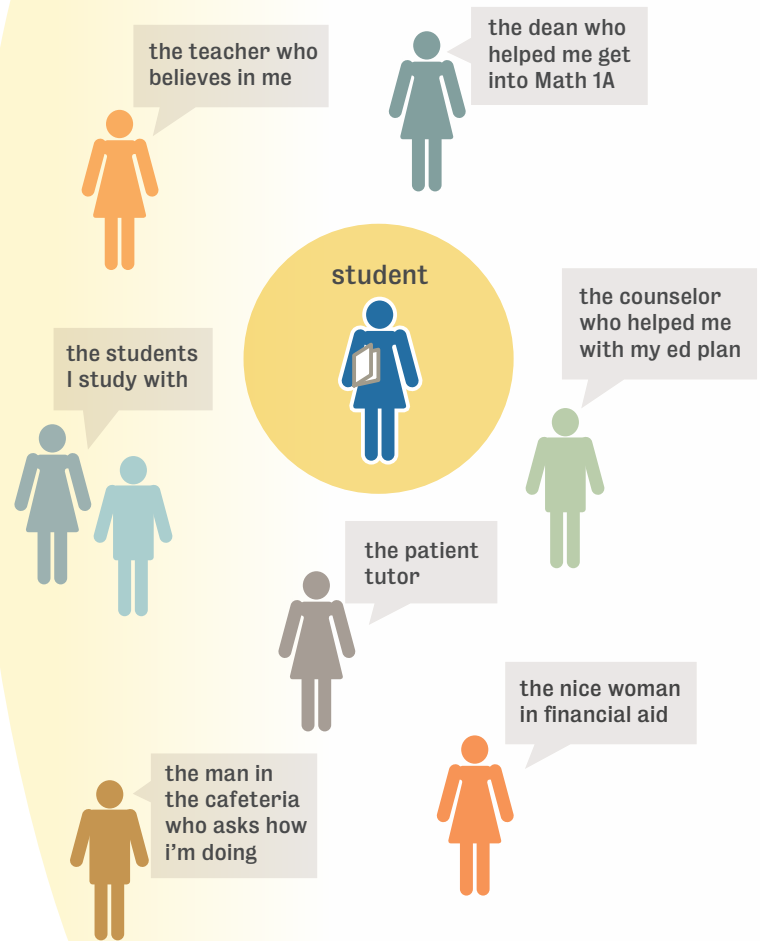 the teacher who
believes in me
the dean who
helped me get
into Math 1A
student
the counselor
who helped me
with my ed plan
the students
I study with
the patient
tutor
the nice woman
in financial aid
the man in
the cafeteria
who asks how
i'm doing